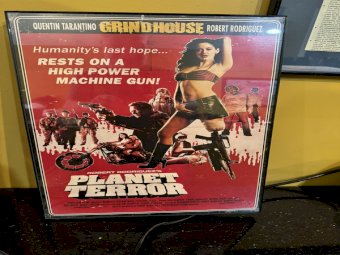 QUENTIN TARANTINO GRINDHOUSE ROBERT RODRIGUEZ
Humanity's last hope...
RESTS ON A
HIGH POWER
MACHINE GUN!
ROBERT RODRIGUEZ'S
PLANET
TERROR